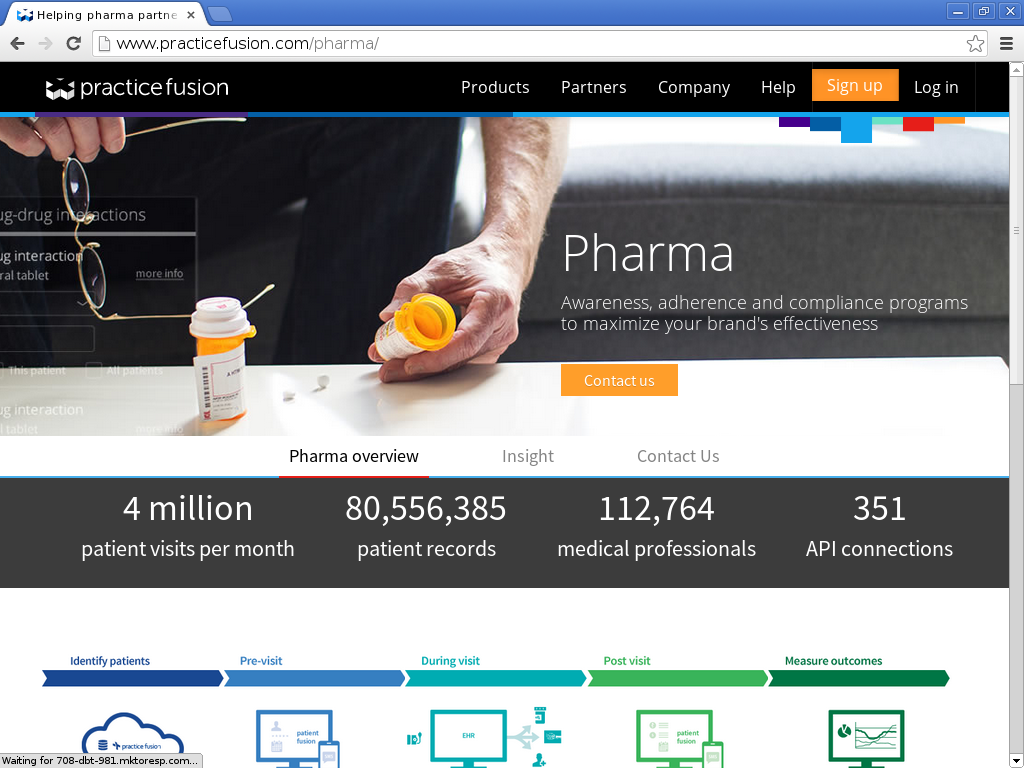 Helping pharma partne
www.practicefusion.com/pharma/
practice fusion
Products
Partners
Company
Help
Sign up
Log in
ug-drug interactions
ug interaction
ral tablet
more info
This patient
All patients
ug interaction
l tablet
more info
Pharma
Awareness, adherence and compliance programs
to maximize your brand's effectiveness
Contact us
Pharma overview
Insight
Contact Us
4 million
80,556,385
112,764
351
patient visits per month
patient records
medical professionals
API connections
Identify patients
Pre-visit
During visit
Post visit
Measure outcomes
practice fusion
patient
fusion
EHR
patient
fusion
Waiting for 708-dbt-981.mktoresp.com...